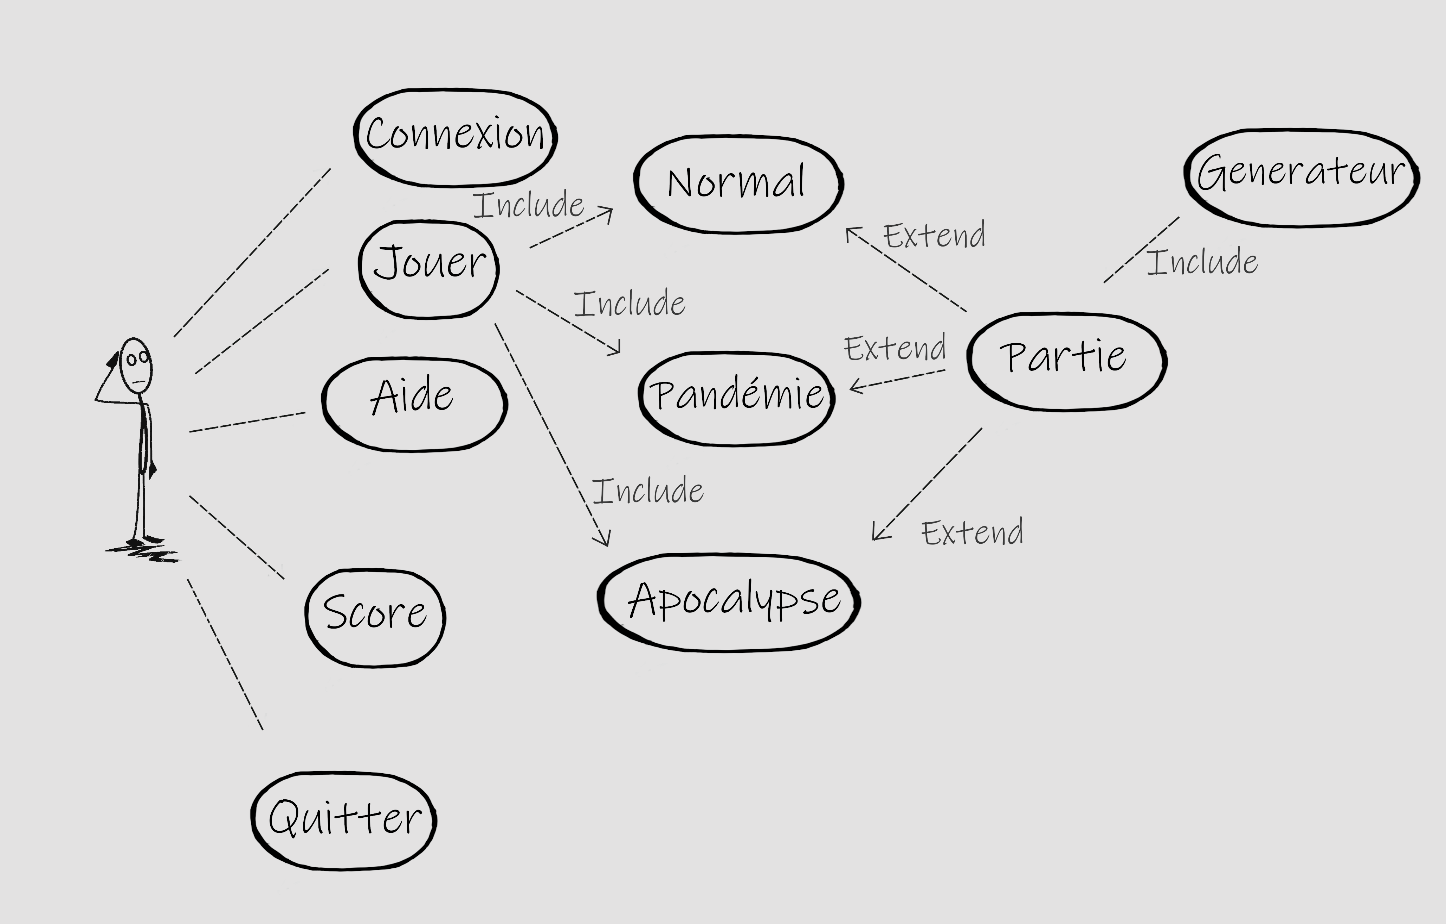 Connexion
Normal
Generateur
Include
Extend
Jouer
Include
Include
Extend
Partie
Aide
Pandémie
Include
Extend
Score
Apocalypse
Quitter